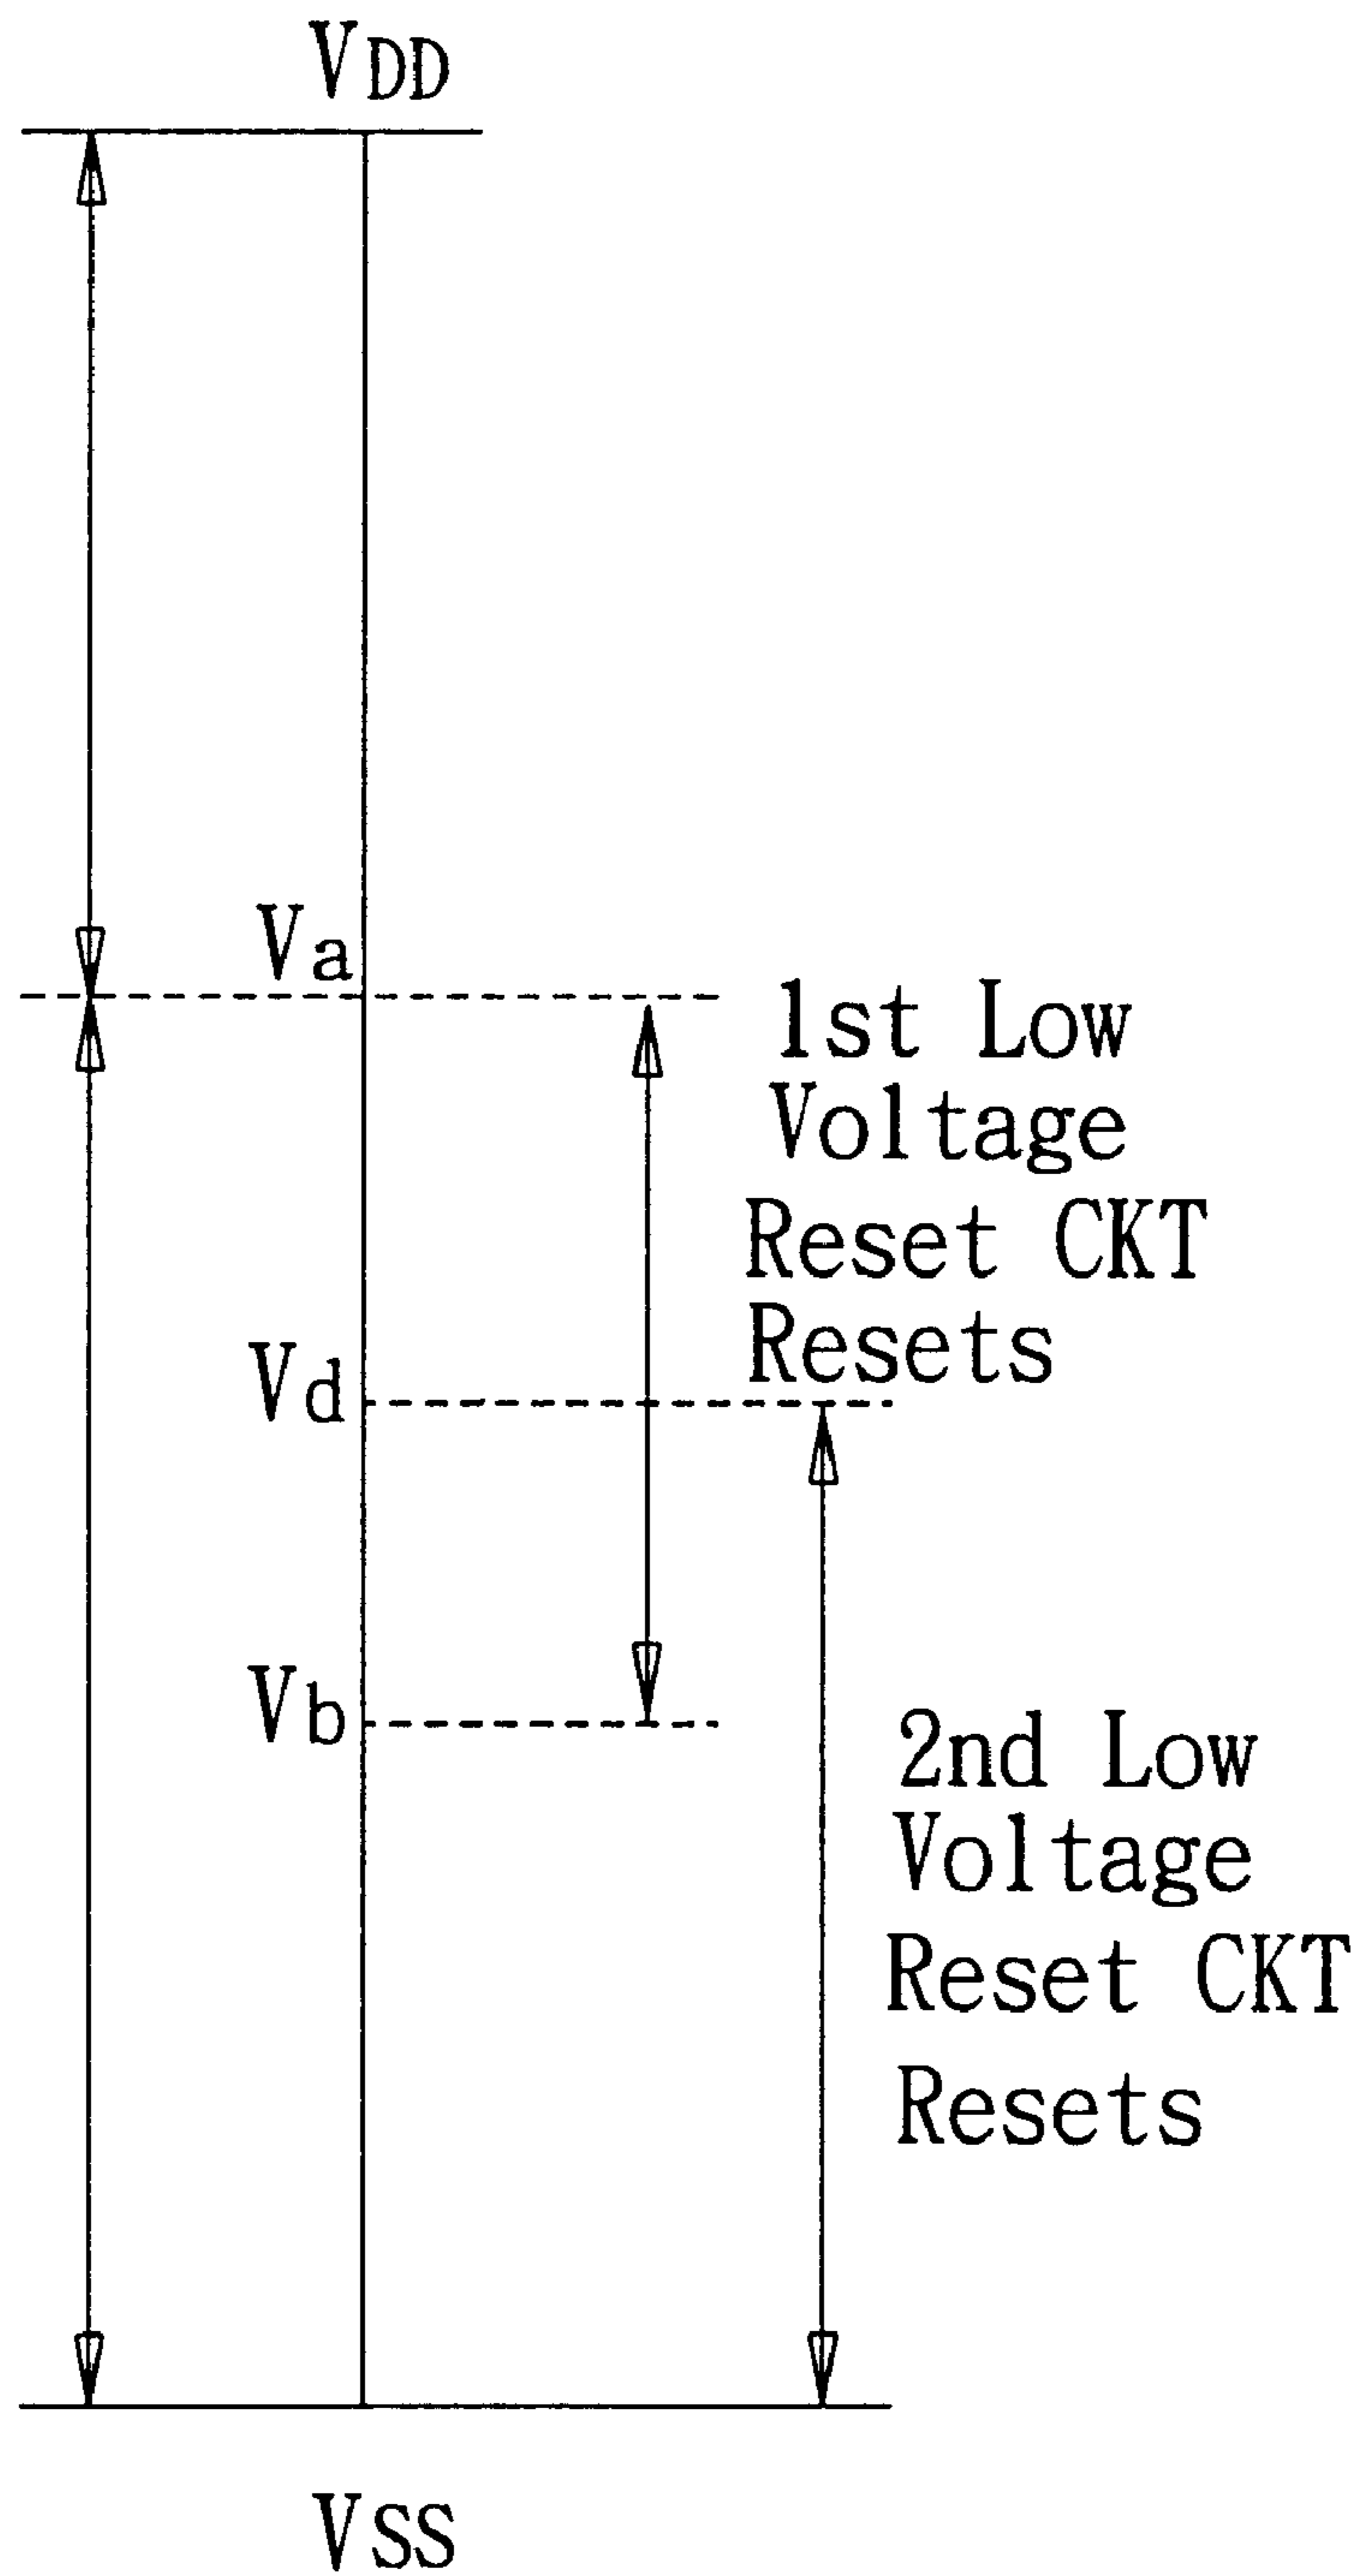 VDD
Va
1st Low
Voltage
Reset CKT
Resets
Vd
Vb
2nd Low
Voltage
Reset CKT
Resets
VSS